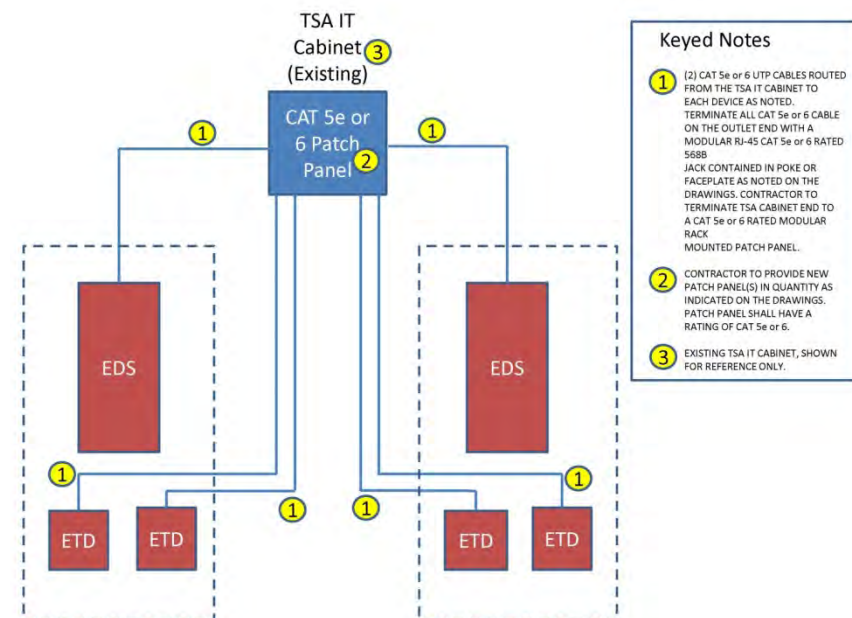 TSA IT
Cabinet
(Existing)
3
CAT 5e or
6 Patch
Panel
2
1
1
EDS
EDS
1
1
1
1
ETD
ETD
ETD
ETD
Keyed Notes
1
(2) CAT 5e or 6 UTP CABLES ROUTED
FROM THE TSA IT CABINET TO
EACH DEVICE AS NOTED.
TERMINATE ALL CAT 5e or 6 CABLE
ON THE OUTLET END WITH A
MODULAR RJ-45 CAT 5e or 6 RATED
568B
JACK CONTAINED IN POKE OR
FACEPLATE AS NOTED ON THE
DRAWINGS. CONTRACTOR TO
TERMINATE TSA CABINET END TO
A CAT 5e or 6 RATED MODULAR
RACK
MOUNTED PATCH PANEL.
2
CONTRACTOR TO PROVIDE NEW
PATCH PANEL(S) IN QUANTITY AS
INDICATED ON THE DRAWINGS.
PATCH PANEL SHALL HAVE A
RATING OF CAT 5e or 6.
3
EXISTING TSA IT CABINET, SHOWN
FOR REFERENCE ONLY.